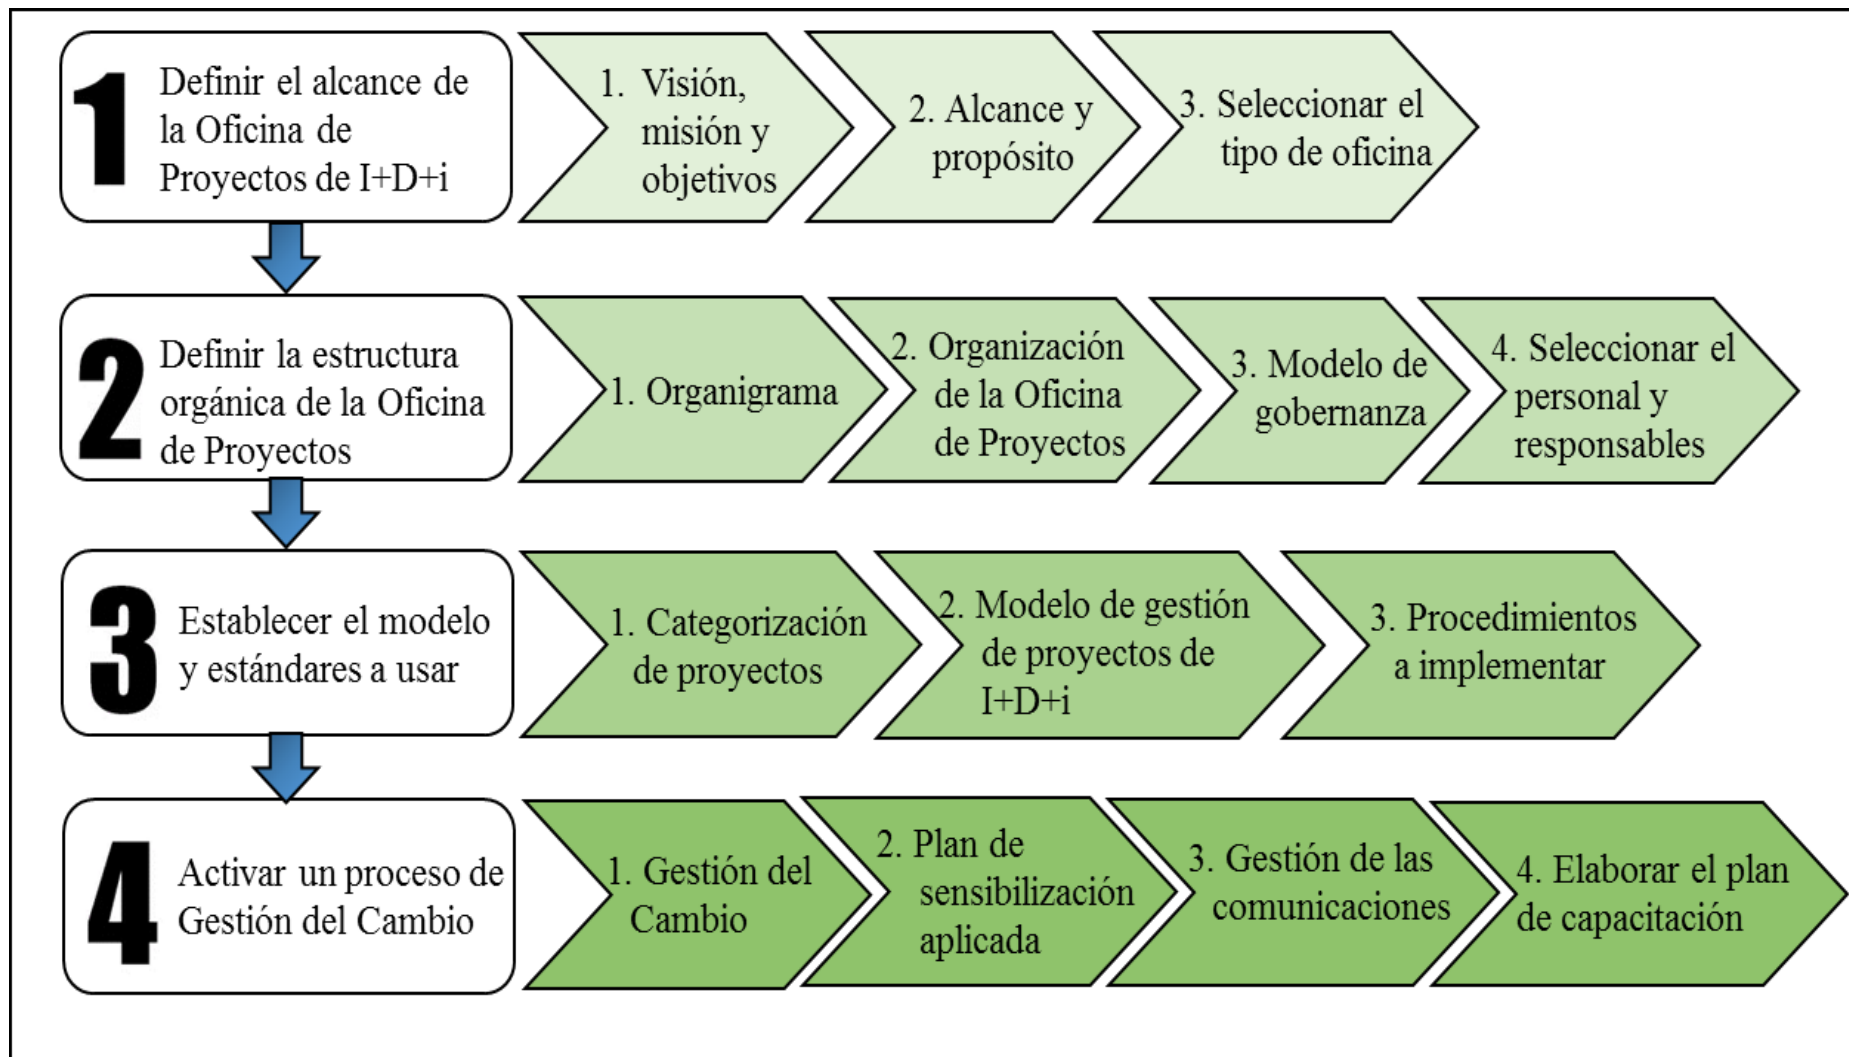 1
Definir el alcance de
la Oficina de
Proyectos de I+D+i
1. Visión,
misión y
objetivos
2. Alcance y
propósito
3. Seleccionar el
tipo de oficina
2
Definir la estructura
orgánica de la Oficina
de Proyectos
1. Organigrama
2. Organización
de la Oficina
de Proyectos
3. Modelo de
gobernanza
4. Seleccionar el
personal y
responsables
3
Establecer el modelo
y estándares a usar
1. Categorización
de proyectos
2. Modelo de gestión
de proyectos de
I+D+i
3. Procedimientos
a implementar
4
Activar un proceso de
Gestión del Cambio
1. Gestión del
Cambio
2. Plan de
sensibilización
aplicada
3. Gestión de las
comunicaciones
4. Elaborar el plan
de capacitación